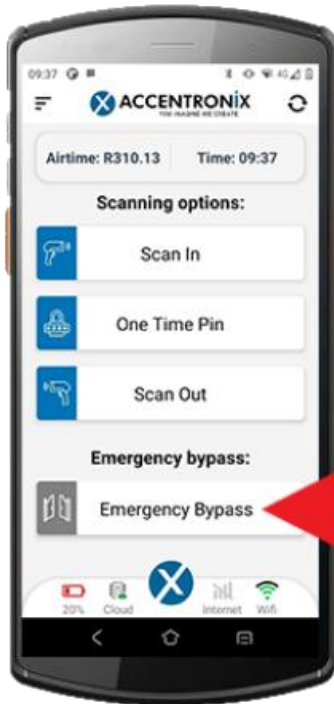 09:37
4G
ACCENTRONIX
YOU IMAGINE WE CREATE
Airtime: R310.13 Time: 09:37
Scanning options:
Scan In
One Time Pin
Scan Out
Emergency bypass:
Emergency Bypass
20% Cloud Internet Wifi